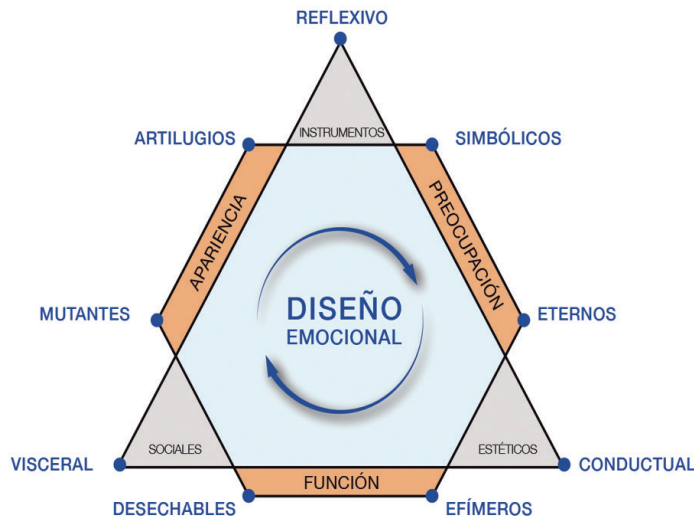 REFLEXIVO
INSTRUMENTOS
ARTILUGIOS
SIMBÓLICOS
APARIENCIA
PREOCUPACIÓN
DISEÑO
EMOCIONAL
MUTANTES
ETERNOS
SOCIALES
ESTÉTICOS
VISCERAL
CONDUCTUAL
FUNCIÓN
DESECHABLES
EFÍMEROS